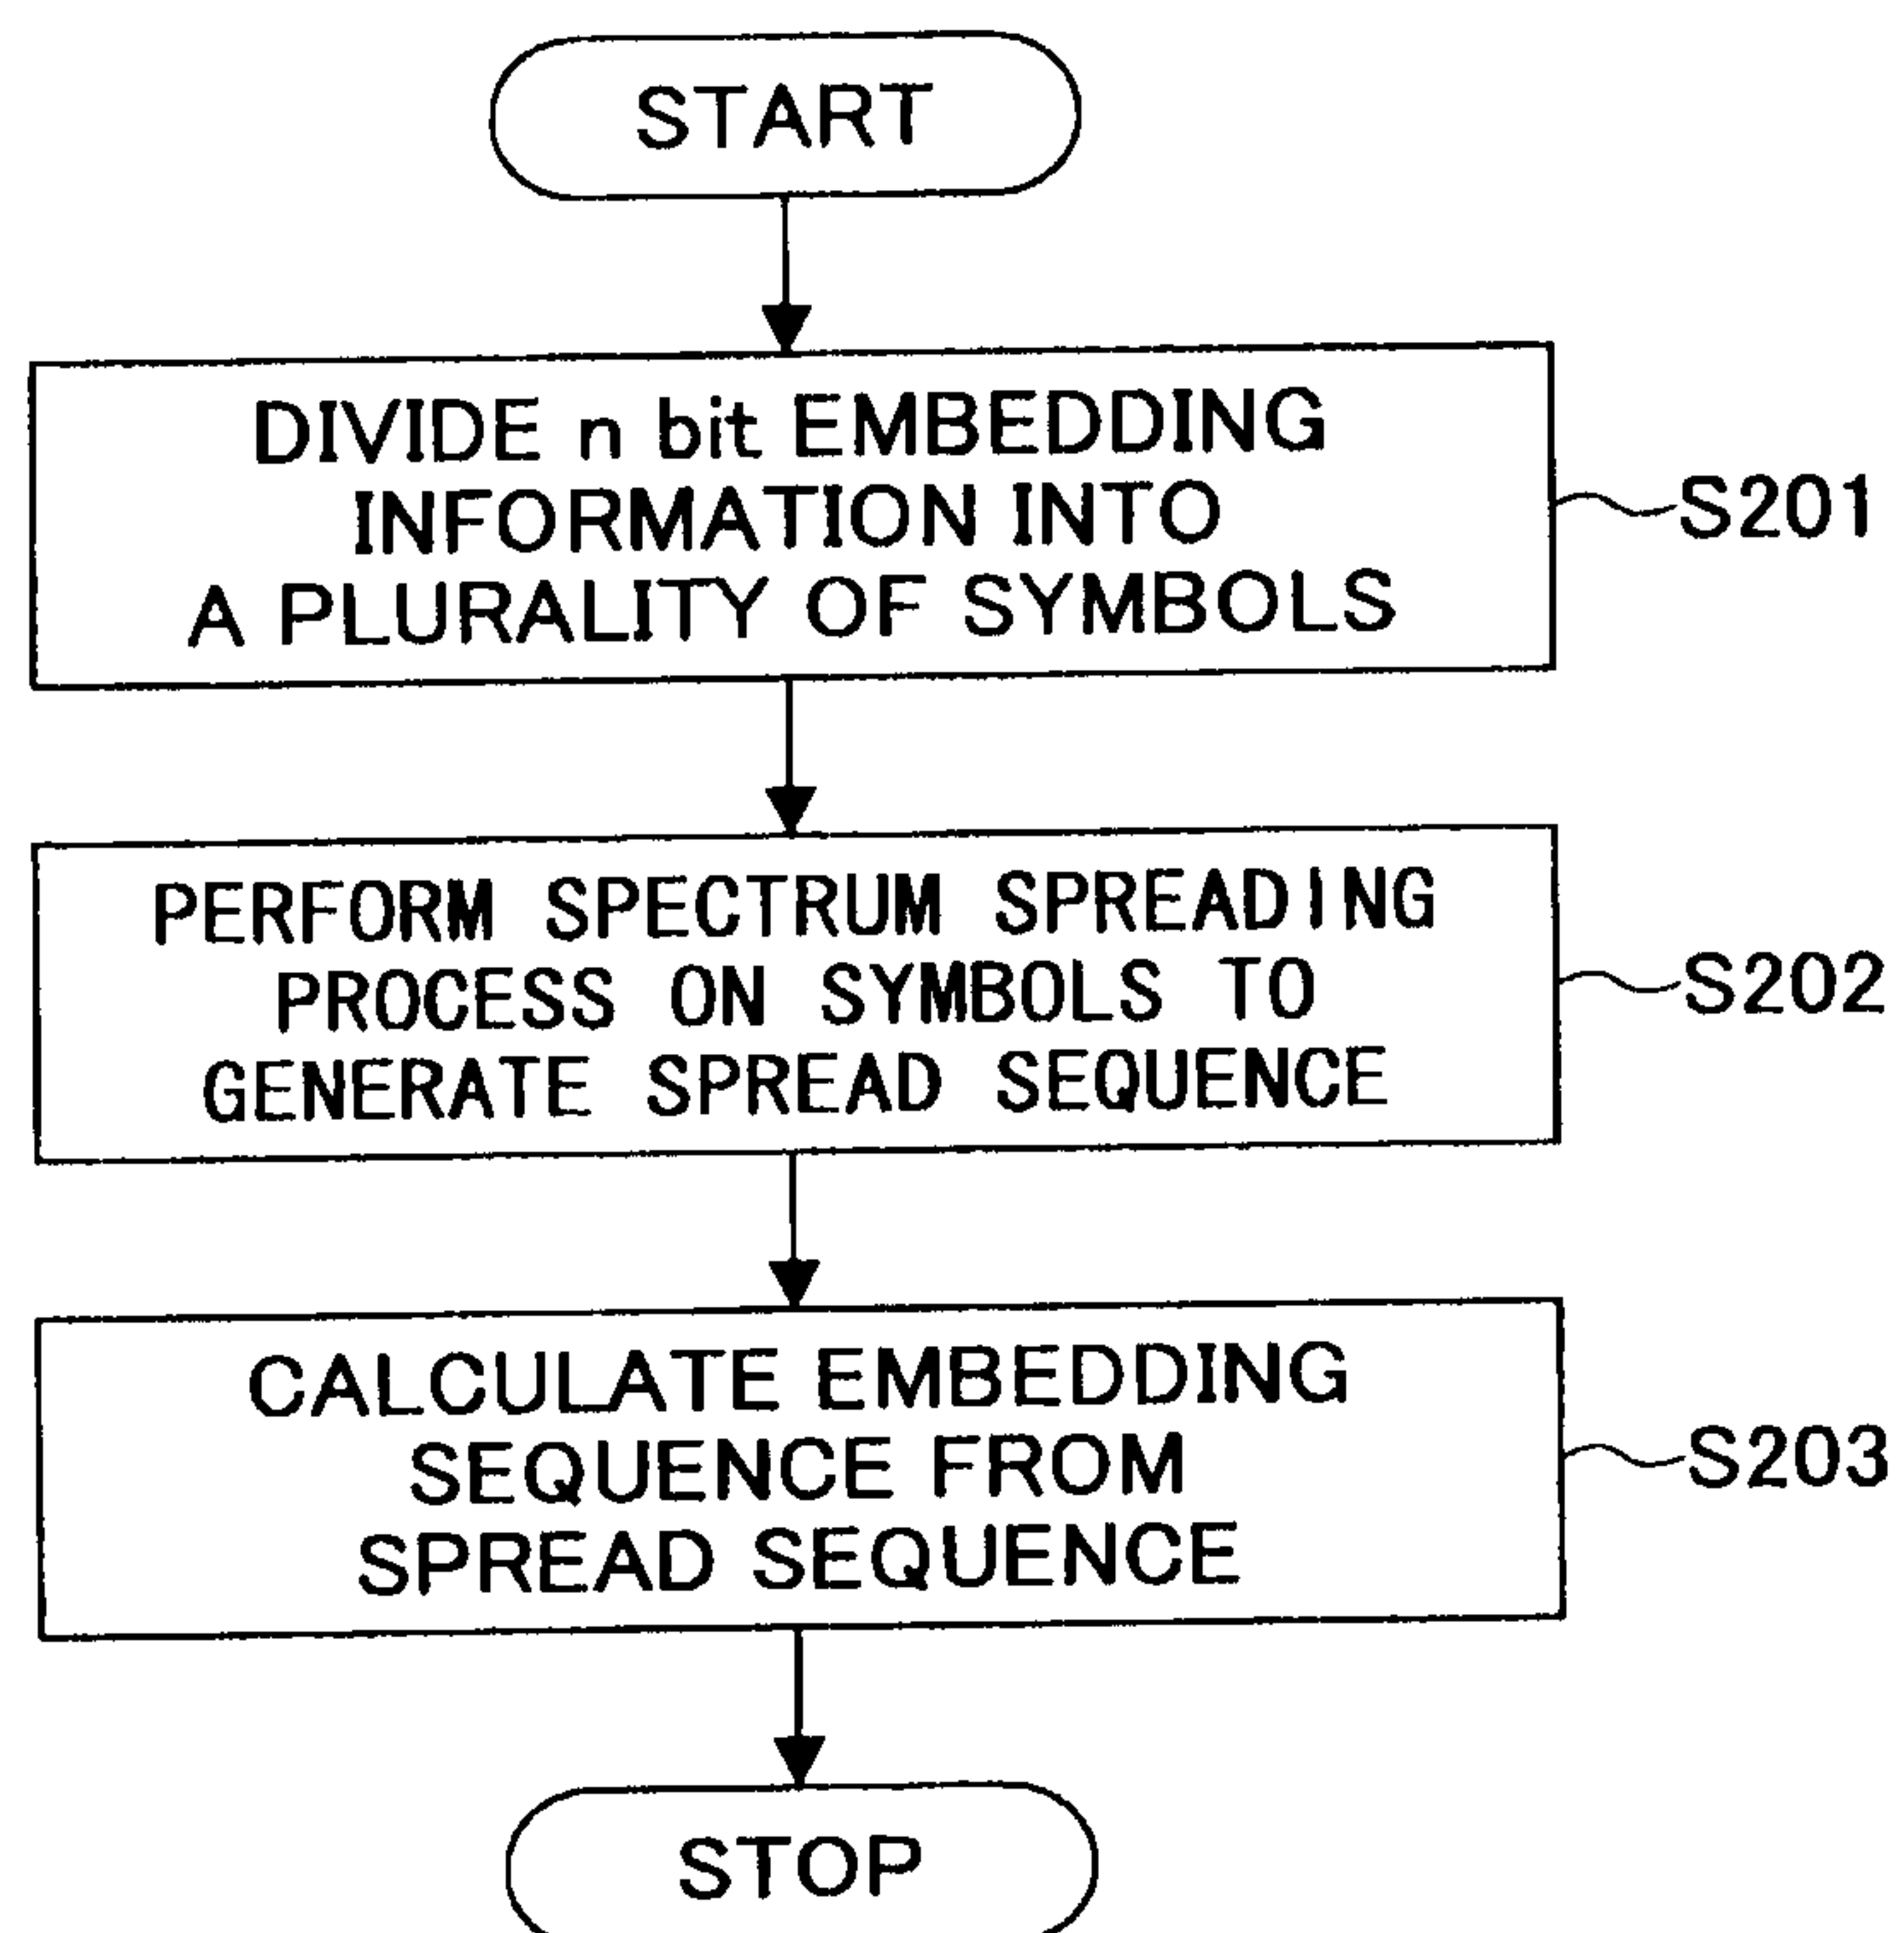 START
DIVIDE n bit EMBEDDING
INFORMATION INTO
A PLURALITY OF SYMBOLS
S201
PERFORM SPECTRUM SPREADING
PROCESS ON SYMBOLS TO
GENERATE SPREAD SEQUENCE
S202
CALCULATE EMBEDDING
SEQUENCE FROM
SPREAD SEQUENCE
S203
STOP